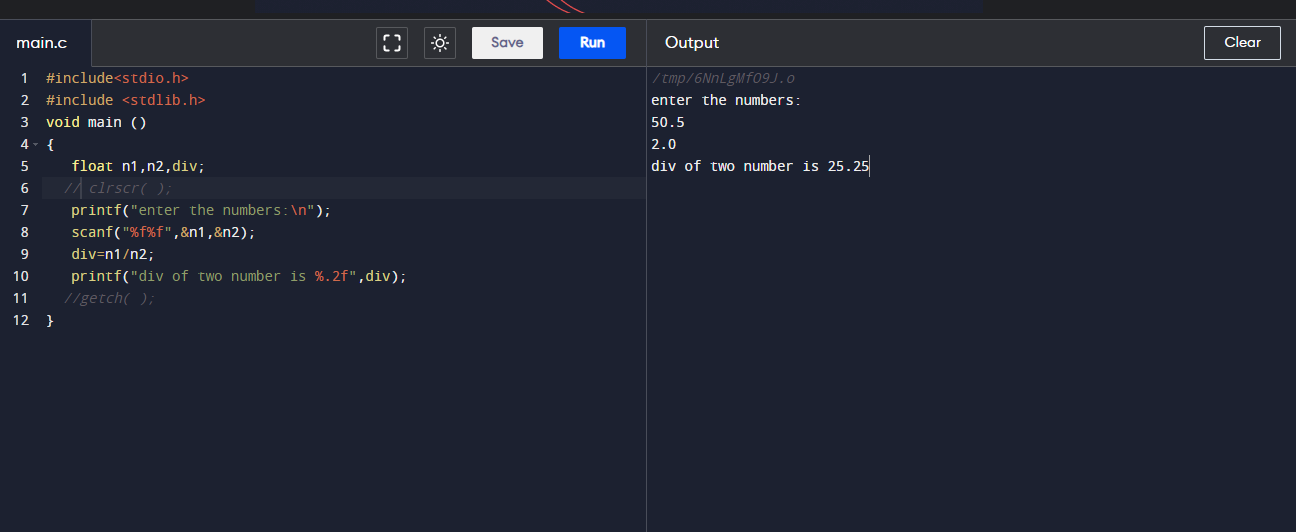 main.c
Save
Run
Output
Clear
1 #include<stdio.h>
2 #include <stdlib.h>
3 void main ()
4 {
5 float n1,n2,div;
6 // clrscr( );
7 printf("enter the numbers:\n");
8 scanf("%f%f",&n1,&n2);
9 div=n1/n2;
10 printf("div of two number is %.2f",div);
11 //getch( );
12 }
/tmp/6NnLgMfO9J.o
enter the numbers:
50.5
2.0
div of two number is 25.25